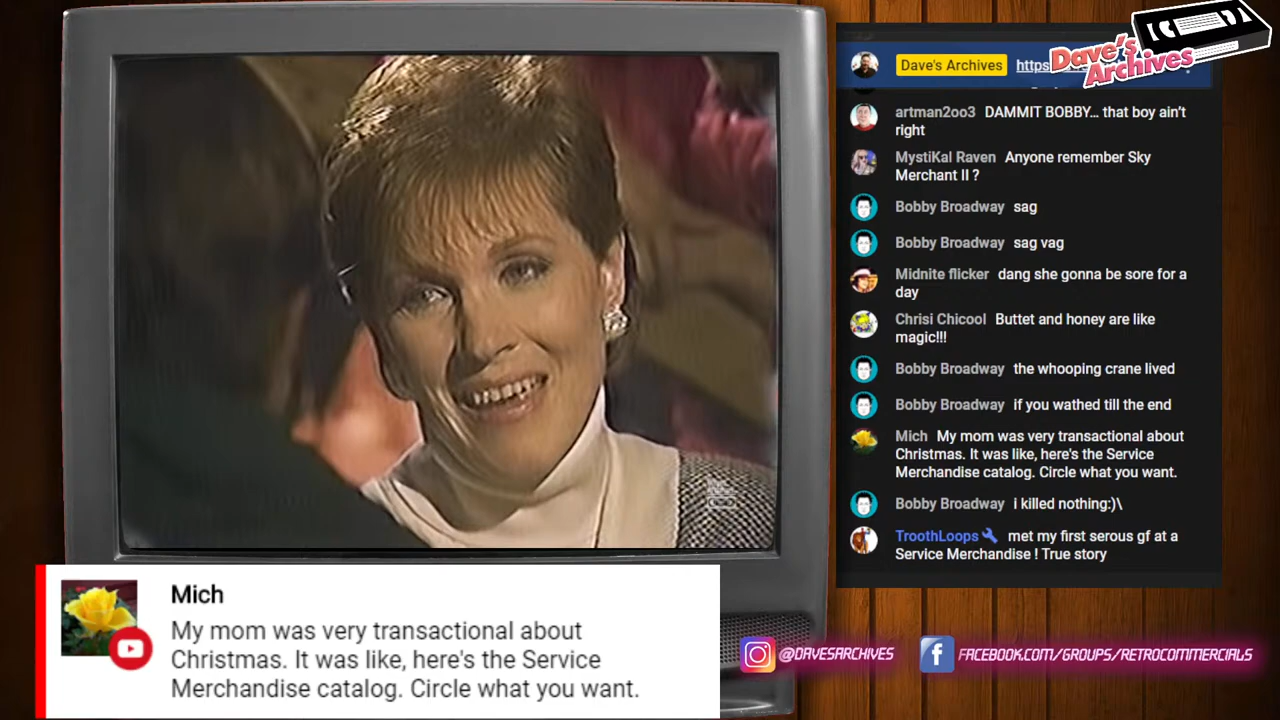 Dave's Archives
https
Dave's
Archives
artman2oo3 DAMMIT BOBBY... that boy ain't
right
MystiKal Raven Anyone remember Sky
Merchant II ?
Bobby Broadway sag
Bobby Broadway sag vag
Midnite flicker dang she gonna be sore for a
day
Chrisi Chicool Buttet and honey are like
magic!!!
Bobby Broadway the whooping crane lived
Bobby Broadway if you wathed till the end
Mich My mom was very transactional about
Christmas. It was like, here's the Service
Merchandise catalog. Circle what you want.
Bobby Broadway i killed nothing:)\
TroothLoops met my first serous gf at a
Service Merchandise ! True story
Mich
My mom was very transactional about
Christmas. It was like, here's the Service
Merchandise catalog. Circle what you want.
@DAVESARCHIVES
FACEBOOK.COM/GROUPS/RETROCOMMERCIALS